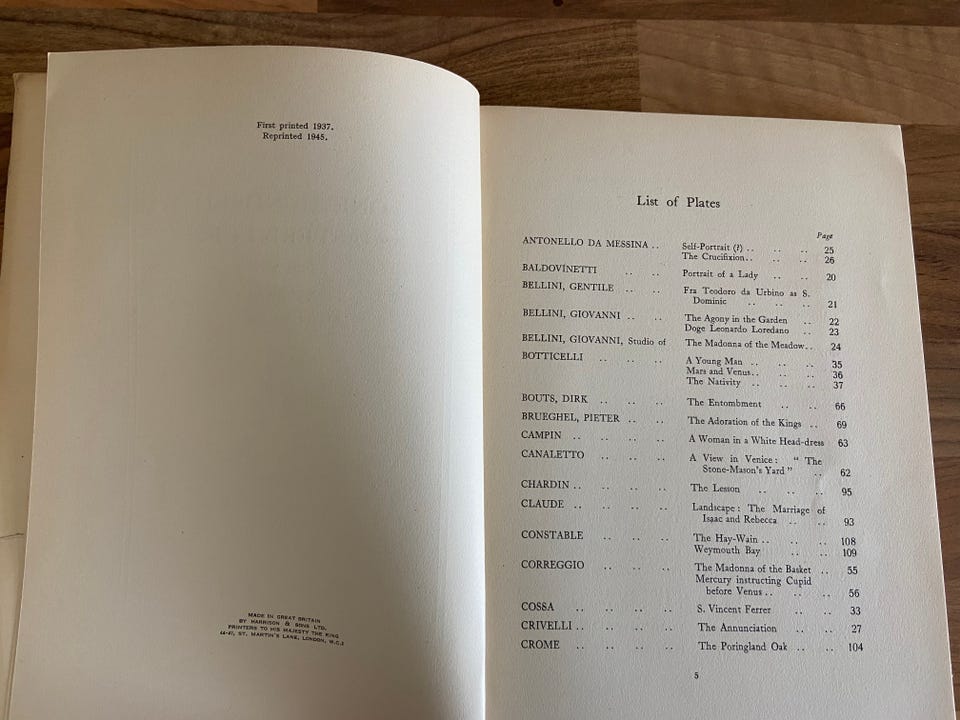 First printed 1937.
Reprinted 1945.
MADE IN GREAT BRITAIN
BY HARRISON & SONS LTD.
PRINTERS TO HIS MAJESTY THE KING
44-47, ST. MARTIN'S LANE, LONDON, W.C.2
List of Plates
Page
ANTONELLO DA MESSINA .. Self-Portrait (?) .. .. .. 25
The Crucifixion .. .. .. 26
BALDOVINETTI .. .. Portrait of a Lady .. .. 20
BELLINI, GENTILE .. .. Fra Teodoro da Urbino as S.
Dominic .. .. .. 21
BELLINI, GIOVANNI .. .. The Agony in the Garden .. 22
Doge Leonardo Loredano .. 23
BELLINI, GIOVANNI, Studio of The Madonna of the Meadow .. 24
BOTTICELLI .. .. .. A Young Man .. .. .. 35
Mars and Venus .. .. .. 36
The Nativity .. .. .. 37
BOUTS, DIRK .. .. .. The Entombment .. .. 66
BRUEGHEL, PIETER .. .. The Adoration of the Kings .. 69
CAMPIN .. .. .. .. A Woman in a White Head-dress 63
CANALETTO .. .. .. A View in Venice : " The
Stone-Mason's Yard " .. 62
CHARDIN .. .. .. .. The Lesson .. .. .. 95
CLAUDE .. .. .. .. Landscape : The Marriage of
Isaac and Rebecca .. .. 93
CONSTABLE .. .. .. The Hay-Wain .. .. .. 108
Weymouth Bay .. .. 109
CORREGGIO .. .. .. The Madonna of the Basket .. 55
Mercury instructing Cupid
before Venus .. .. .. 56
COSSA .. .. .. .. S. Vincent Ferrer .. .. 33
CRIVELLI .. .. .. .. The Annunciation .. .. 27
CROME .. .. .. .. The Poringland Oak .. .. 104
5